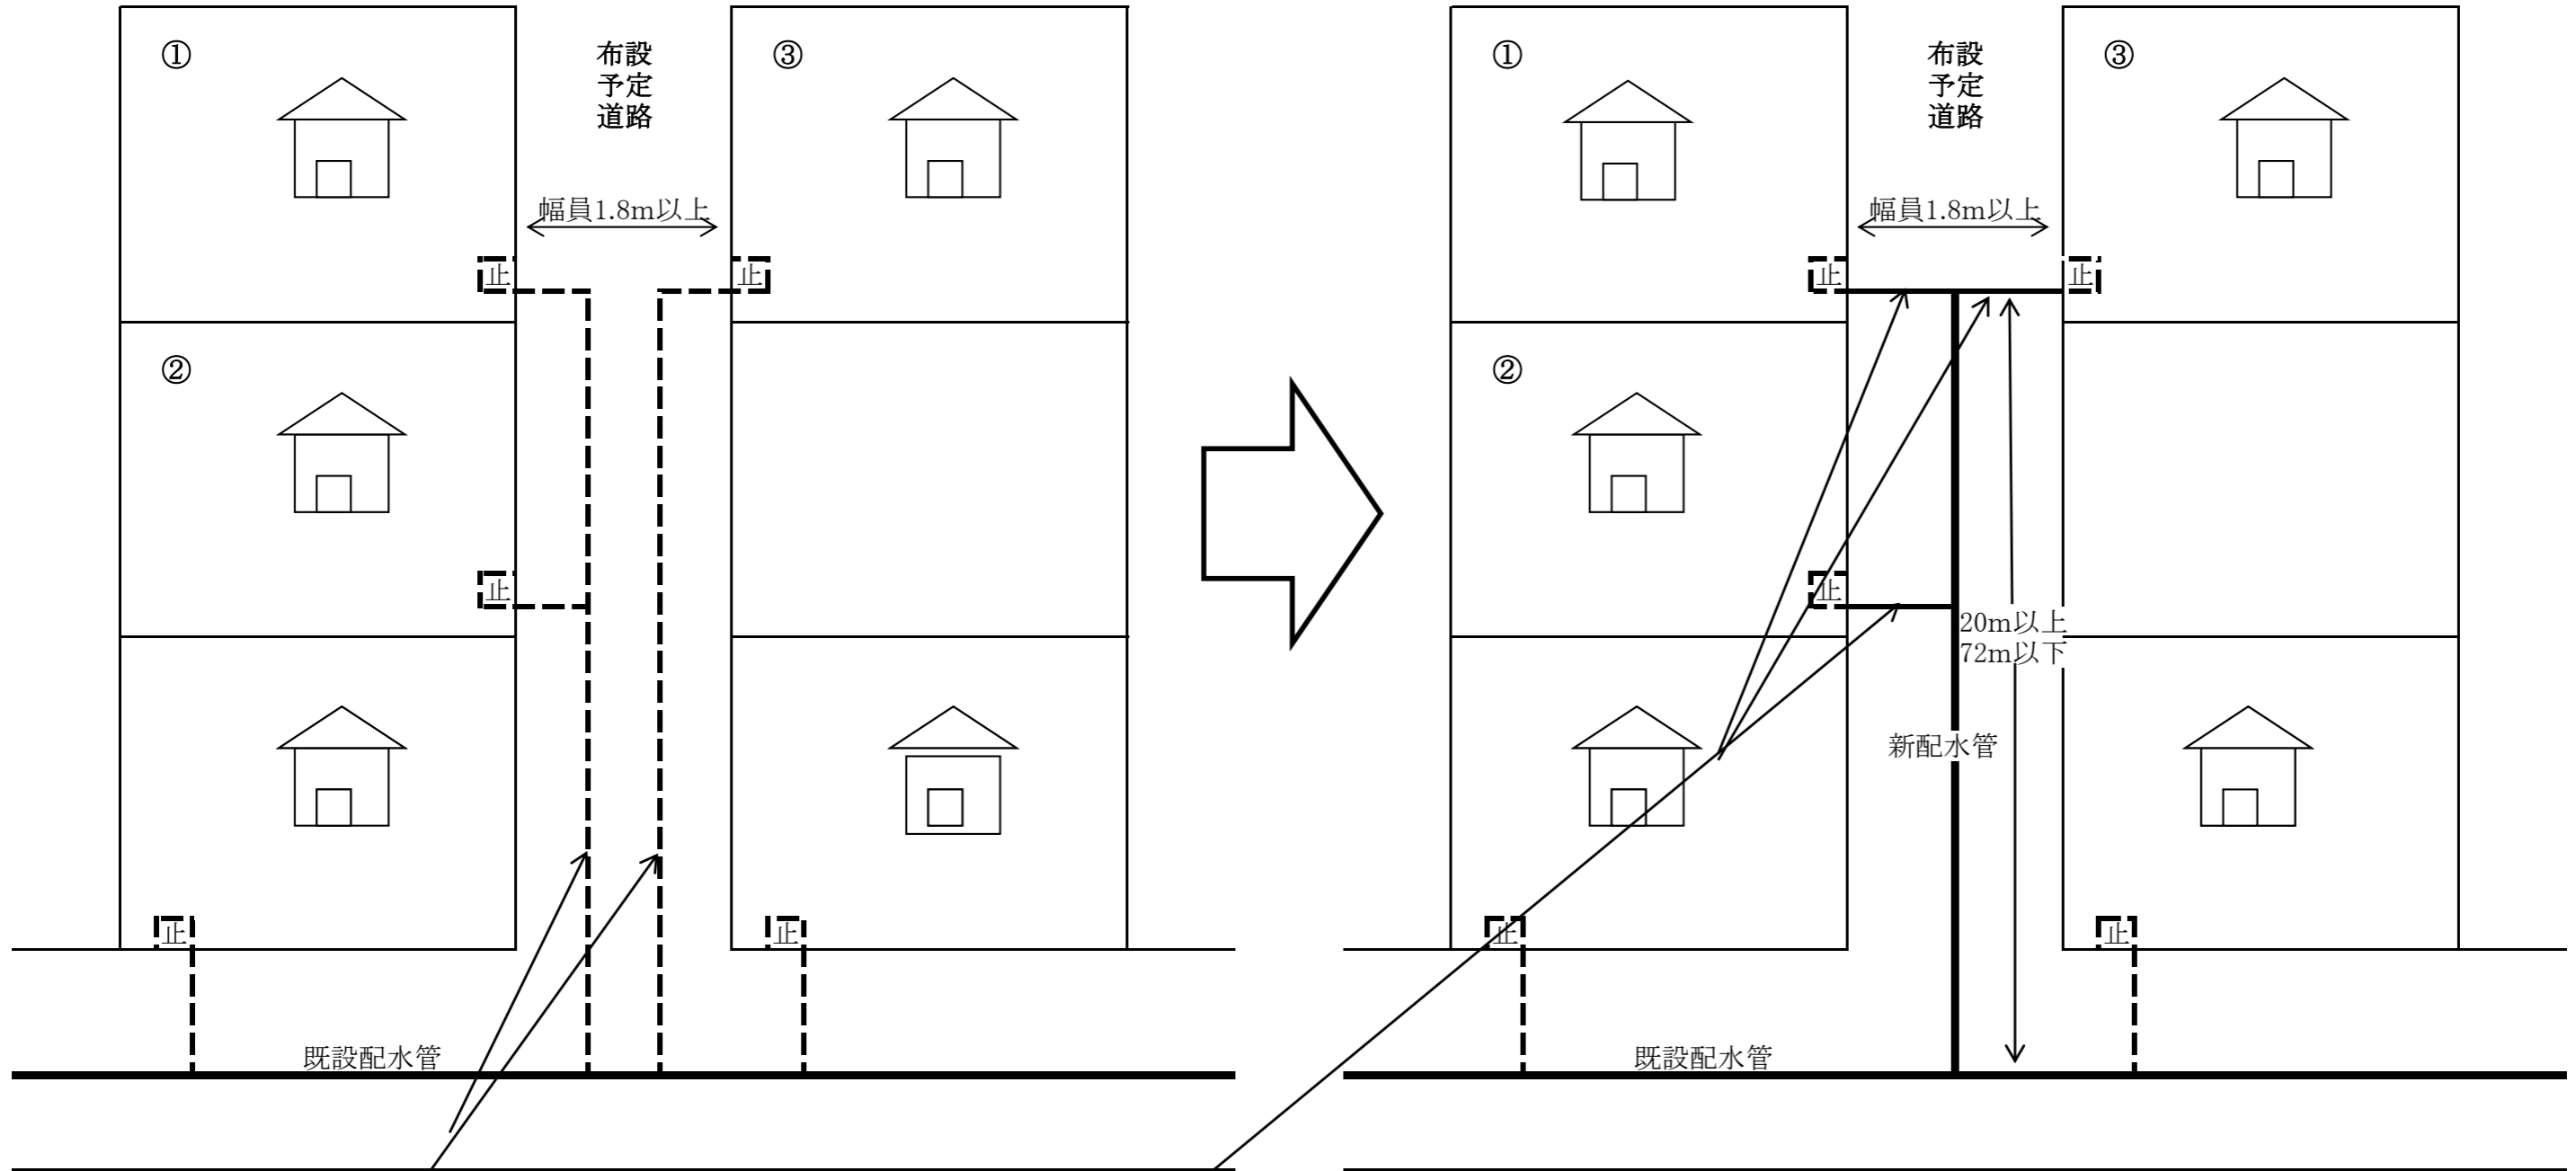 ①
布設
予定
道路
③
幅員1.8m以上
止
止
②
止
止
止
既設配水管
①
布設
予定
道路
③
幅員1.8m以上
止
止
②
止
20m以上
72m以下
新配水管
止
止
既設配水管